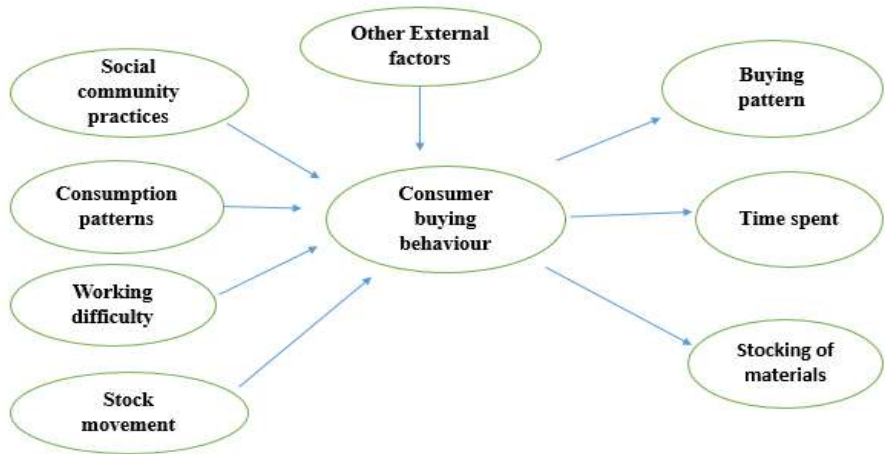 Other External
factors
Social
community
practices
Buying
pattern
Consumption
patterns
Consumer
buying
behaviour
Time spent
Working
difficulty
Stocking of
materials
Stock
movement